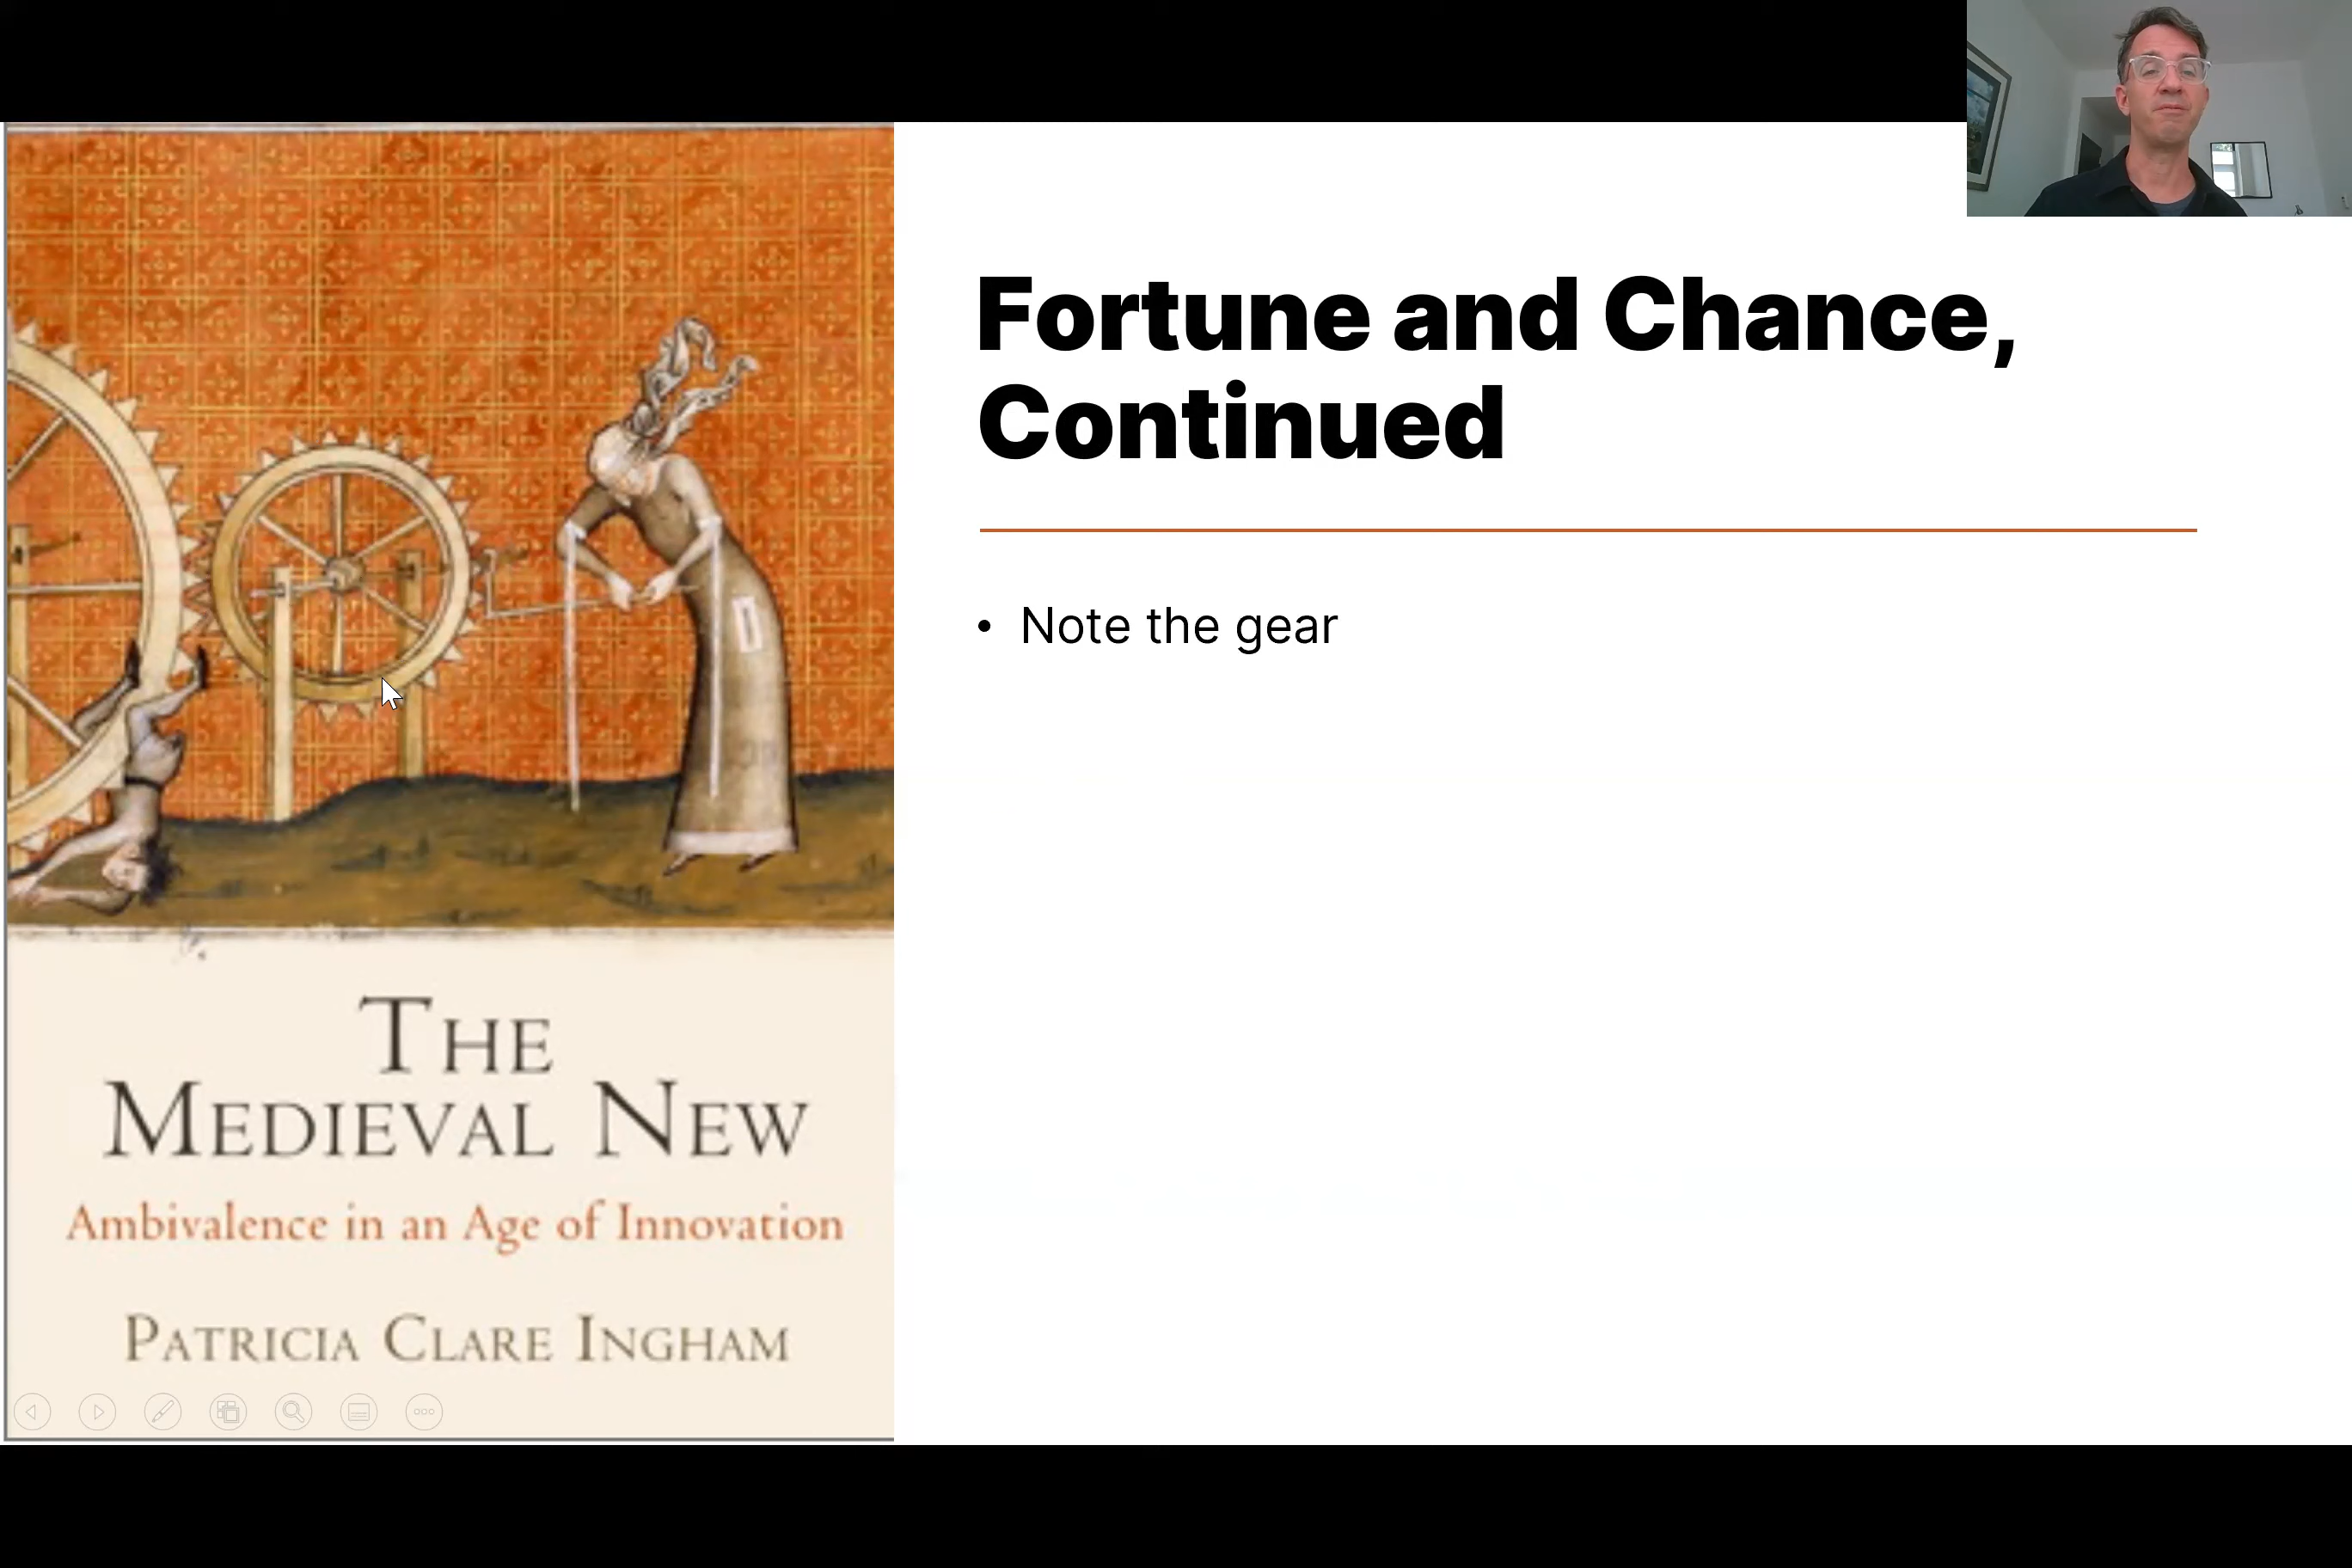 Fortune and Chance,
Continued
• Note the gear
The
Medieval New
Ambivalence in an Age of Innovation
Patricia Clare Ingham